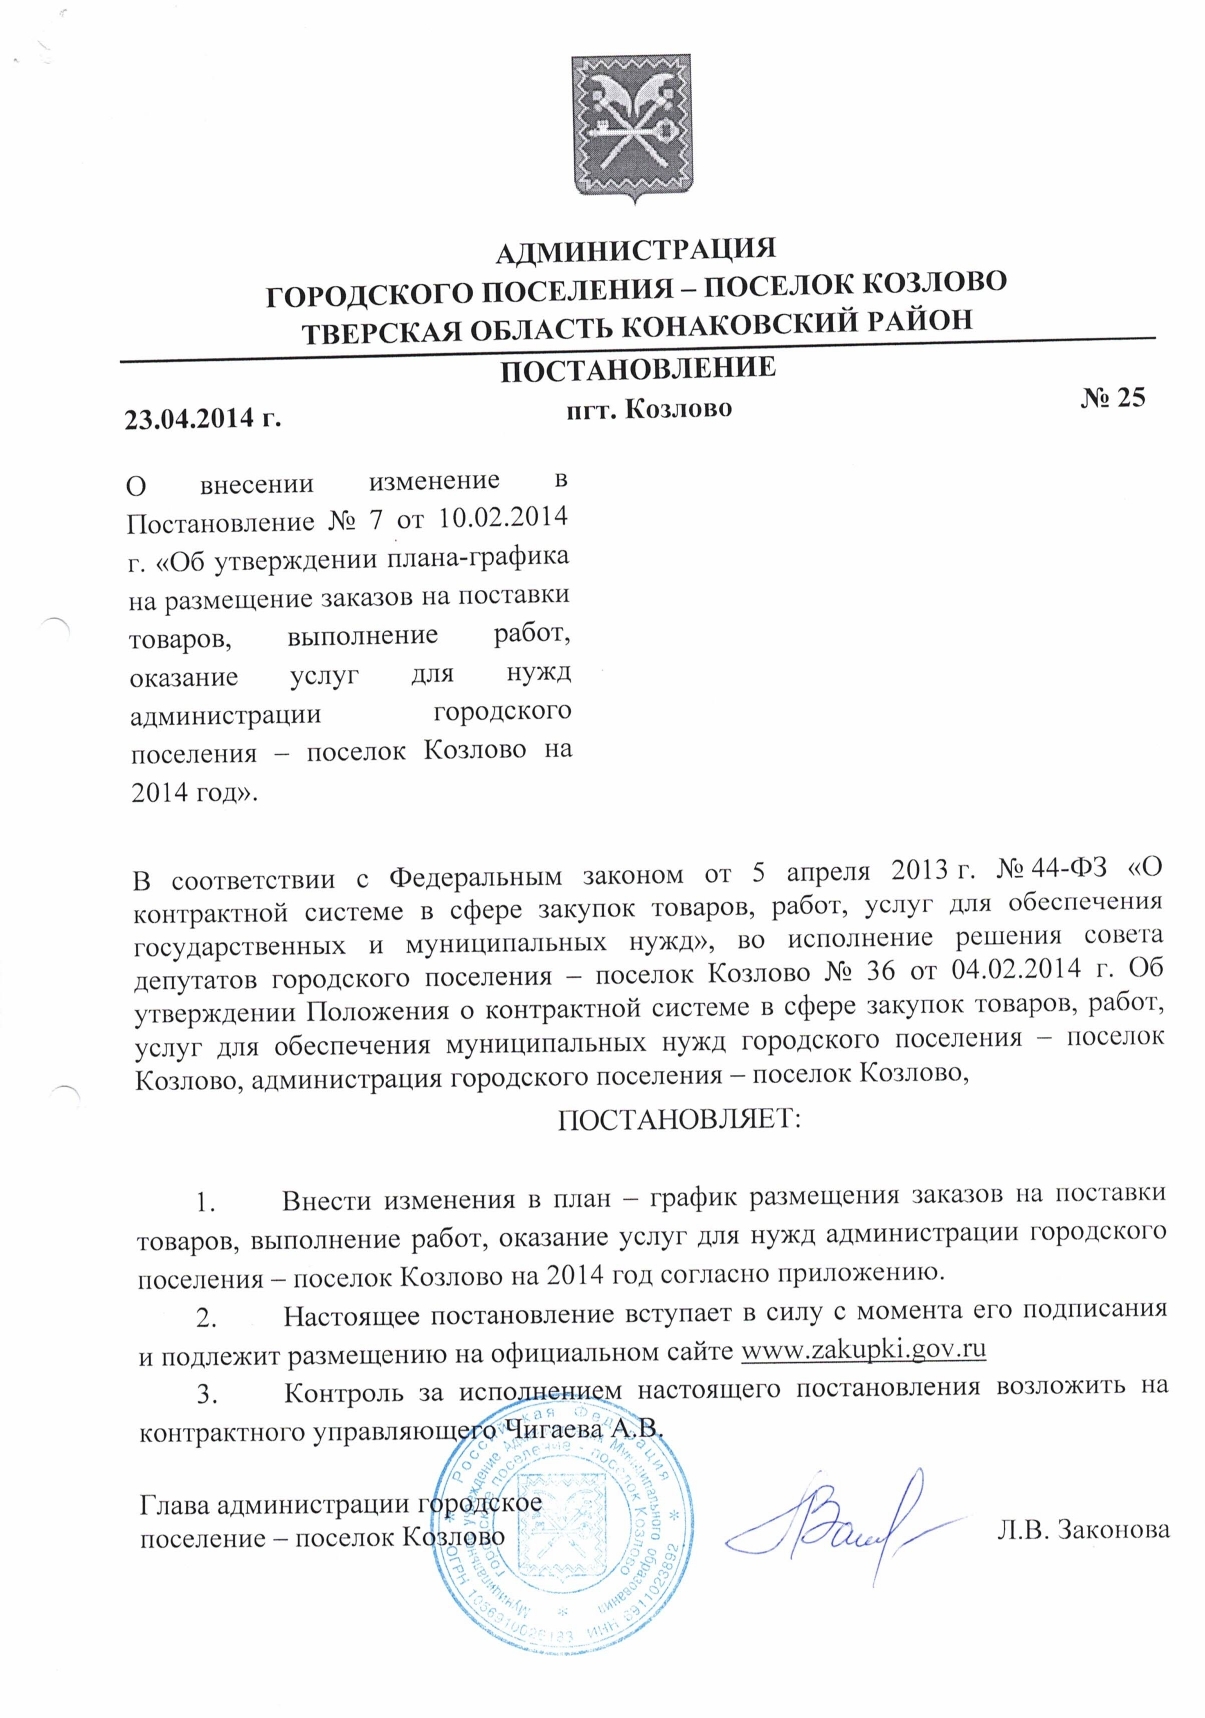 АДМИНИСТРАЦИЯ
ГОРОДСКОГО ПОСЕЛЕНИЯ – ПОСЕЛОК КОЗЛОВО
ТВЕРСКАЯ ОБЛАСТЬ КОНАКОВСКИЙ РАЙОН
ПОСТАНОВЛЕНИЕ
23.04.2014 г. пгт. Козлово № 25
О внесении изменение в
Постановление № 7 от 10.02.2014
г. «Об утверждении плана-графика
на размещение заказов на поставки
товаров, выполнение работ,
оказание услуг для нужд
администрации городского
поселения – поселок Козлово на
2014 год».
В соответствии с Федеральным законом от 5 апреля 2013 г. № 44-ФЗ «О
контрактной системе в сфере закупок товаров, работ, услуг для обеспечения
государственных и муниципальных нужд», во исполнение решения совета
депутатов городского поселения – поселок Козлово № 36 от 04.02.2014 г. Об
утверждении Положения о контрактной системе в сфере закупок товаров, работ,
услуг для обеспечения муниципальных нужд городского поселения – поселок
Козлово, администрация городского поселения – поселок Козлово,
ПОСТАНОВЛЯЕТ:
1. Внести изменения в план – график размещения заказов на поставки
товаров, выполнение работ, оказание услуг для нужд администрации городского
поселения – поселок Козлово на 2014 год согласно приложению.
2. Настоящее постановление вступает в силу с момента его подписания
и подлежит размещению на официальном сайте www.zakupki.gov.ru
3. Контроль за исполнением настоящего постановления возложить на
контрактного управляющего Чигаева А.В.
Глава администрации городское
поселение – поселок Козлово Л.В. Законова
Российская Федерация
Муниципальное учреждение Администрация Муниципального образования
городское поселение - поселок Козлово
ОГРН ИНН 6911023892